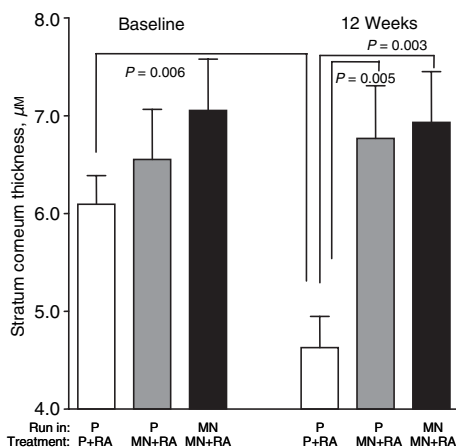 Baseline 12 Weeks
8.0
P = 0.003
P = 0.006 P = 0.005
7.0
Stratum corneum thickness, μM
6.0
5.0
4.0
Run in: P P MN P P MN
Treatment: P+RA MN+RA MN+RA P+RA MN+RA MN+RA